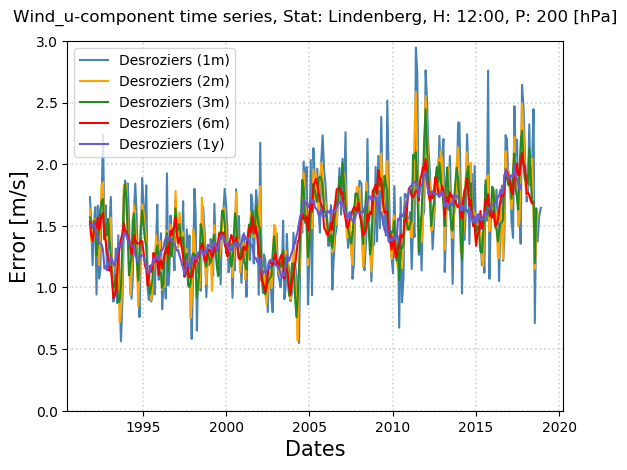 Wind_u-component time series, Stat: Lindenberg, H: 12:00, P: 200 [hPa]
3.0
2.5
2.0
1.5
1.0
0.5
0.0
Error [m/s]
Desroziers (1m)
Desroziers (2m)
Desroziers (3m)
Desroziers (6m)
Desroziers (1y)
1995 2000 2005 2010 2015 2020
Dates